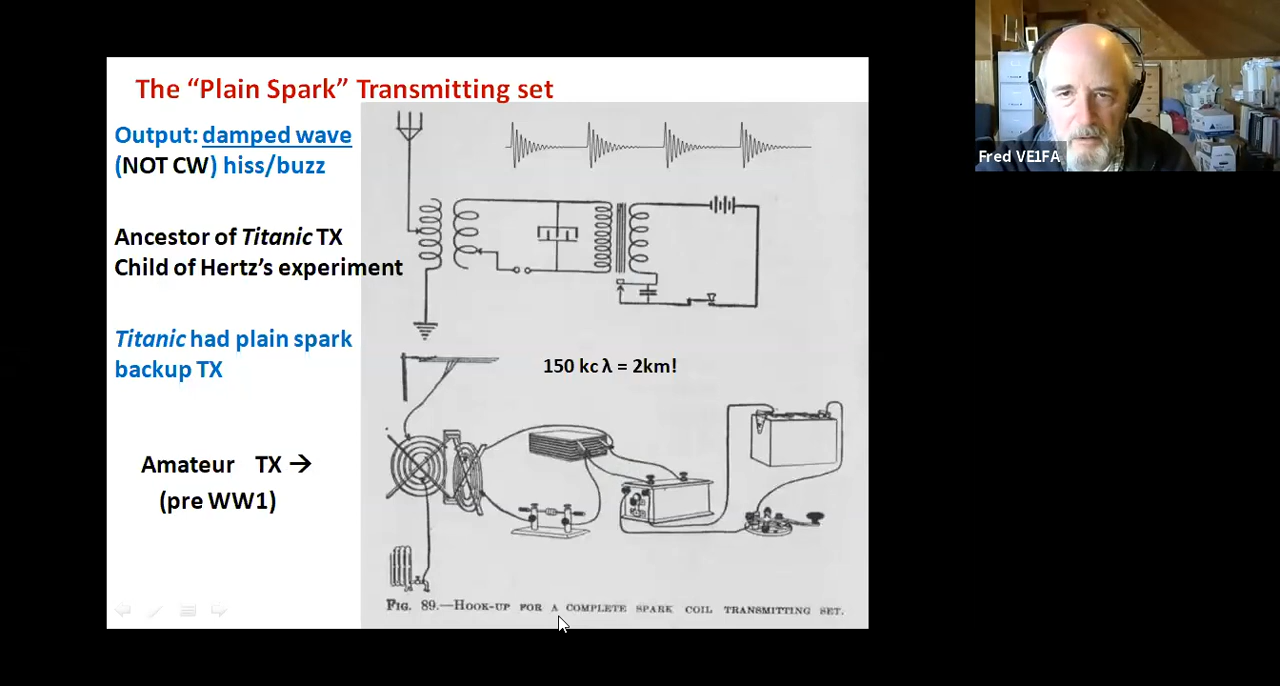 The “Plain Spark” Transmitting set
Output: damped wave
(NOT CW) hiss/buzz
Ancestor of Titanic TX
Child of Hertz’s experiment
Titanic had plain spark
backup TX
150 kc λ = 2km!
Amateur TX →
(pre WW1)
FIG. 89.—HOOK-UP FOR A COMPLETE SPARK COIL TRANSMITTING SET.
Fred VE1FA